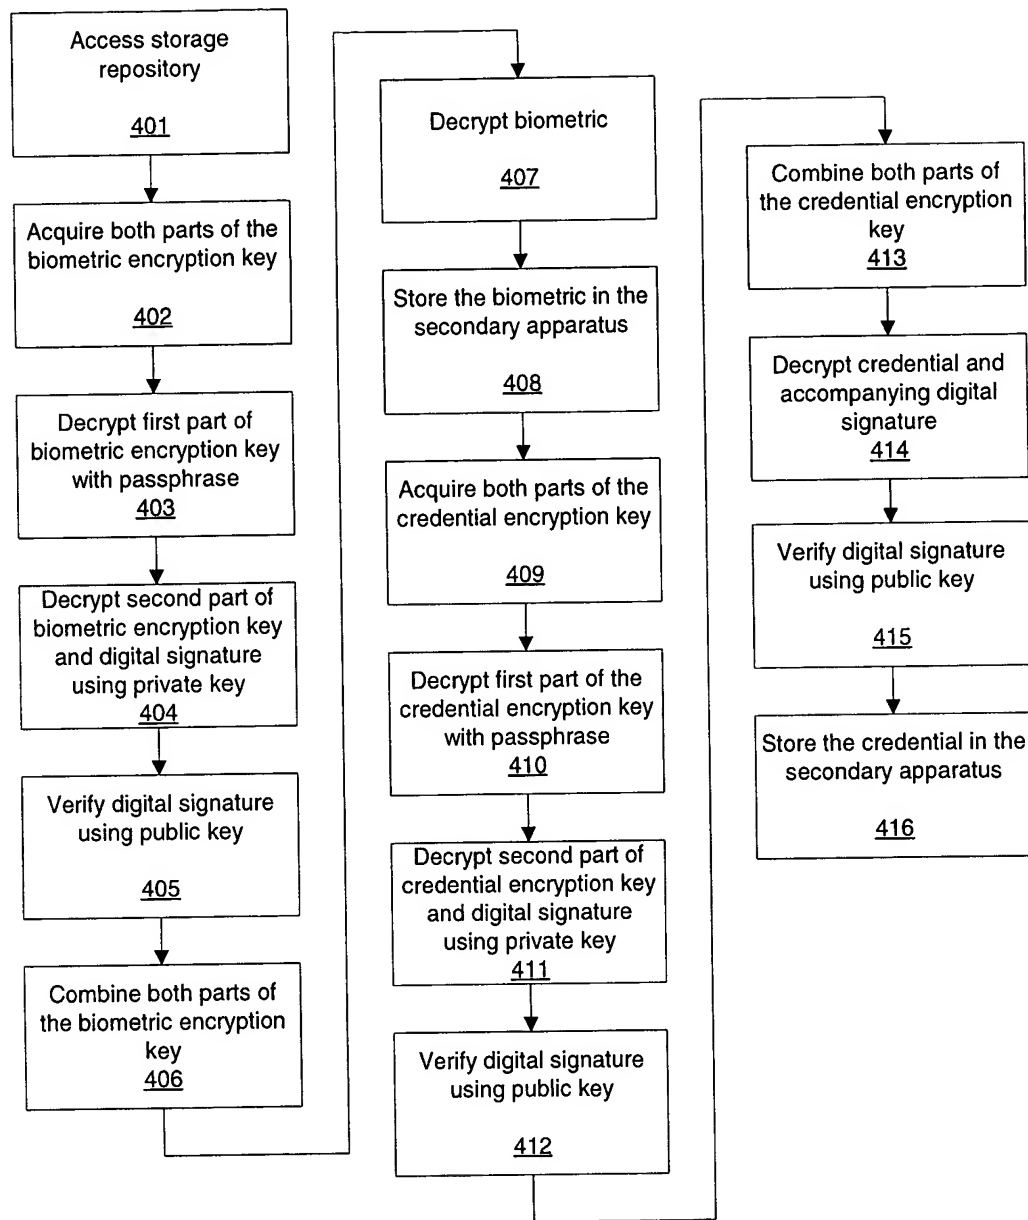 Access storage
repository
401
Acquire both parts of the
biometric encryption key
402
Decrypt first part of
biometric encryption key
with passphrase
403
Decrypt second part of
biometric encryption key
and digital signature
using private key
404
Verify digital signature
using public key
405
Combine both parts of
the biometric encryption
key
406
Decrypt biometric
407
Store the biometric in the
secondary apparatus
408
Acquire both parts of the
credential encryption key
409
Decrypt first part of the
credential encryption key
with passphrase
410
Decrypt second part of
credential encryption key
and digital signature
using private key
411
Verify digital signature
using public key
412
Combine both parts of
the credential encryption
key
413
Decrypt credential and
accompanying digital
signature
414
Verify digital signature
using public key
415
Store the credential in the
secondary apparatus
416